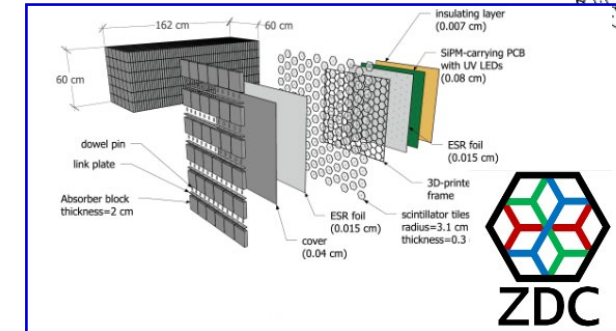 162 cm
60 cm
60 cm
insulating layer
(0.007 cm)
SiPM-carrying PCB
with UV LEDs
(0.08 cm)
ESR foil
(0.015 cm)
dowel pin
link plate
Absorber block
thickness=2 cm
3D-printe
frame
scintillator tiles
radius=3.1 cm
thickness=0.3
ESR foil
(0.015 cm)
cover
(0.04 cm)
ZDC